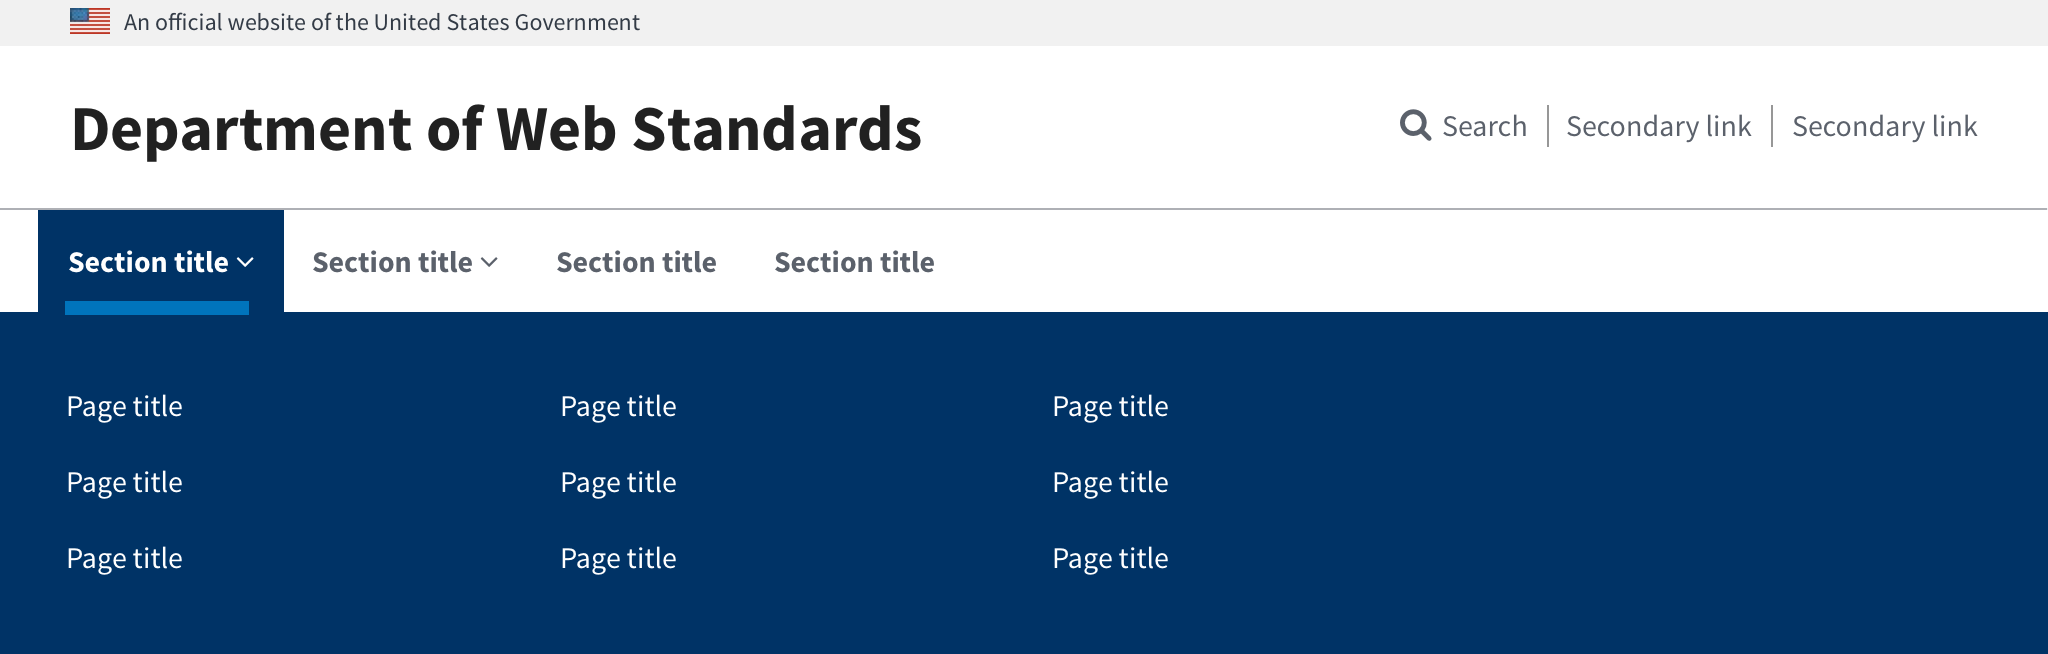 An official website of the United States Government
Department of Web Standards
Search
Secondary link
Secondary link
Section title
Section title
Section title
Section title
Page title
Page title
Page title
Page title
Page title
Page title
Page title
Page title
Page title